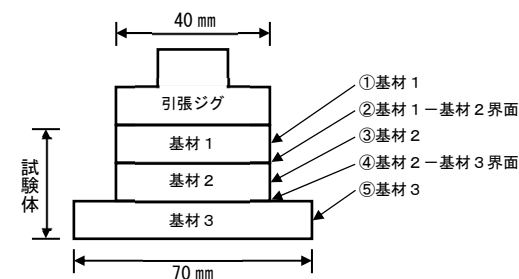 40 mm
引張ジグ
①基材1
②基材1－基材2界面
基材1
③基材2
試験体
基材2
④基材2－基材3界面
⑤基材3
基材3
70 mm